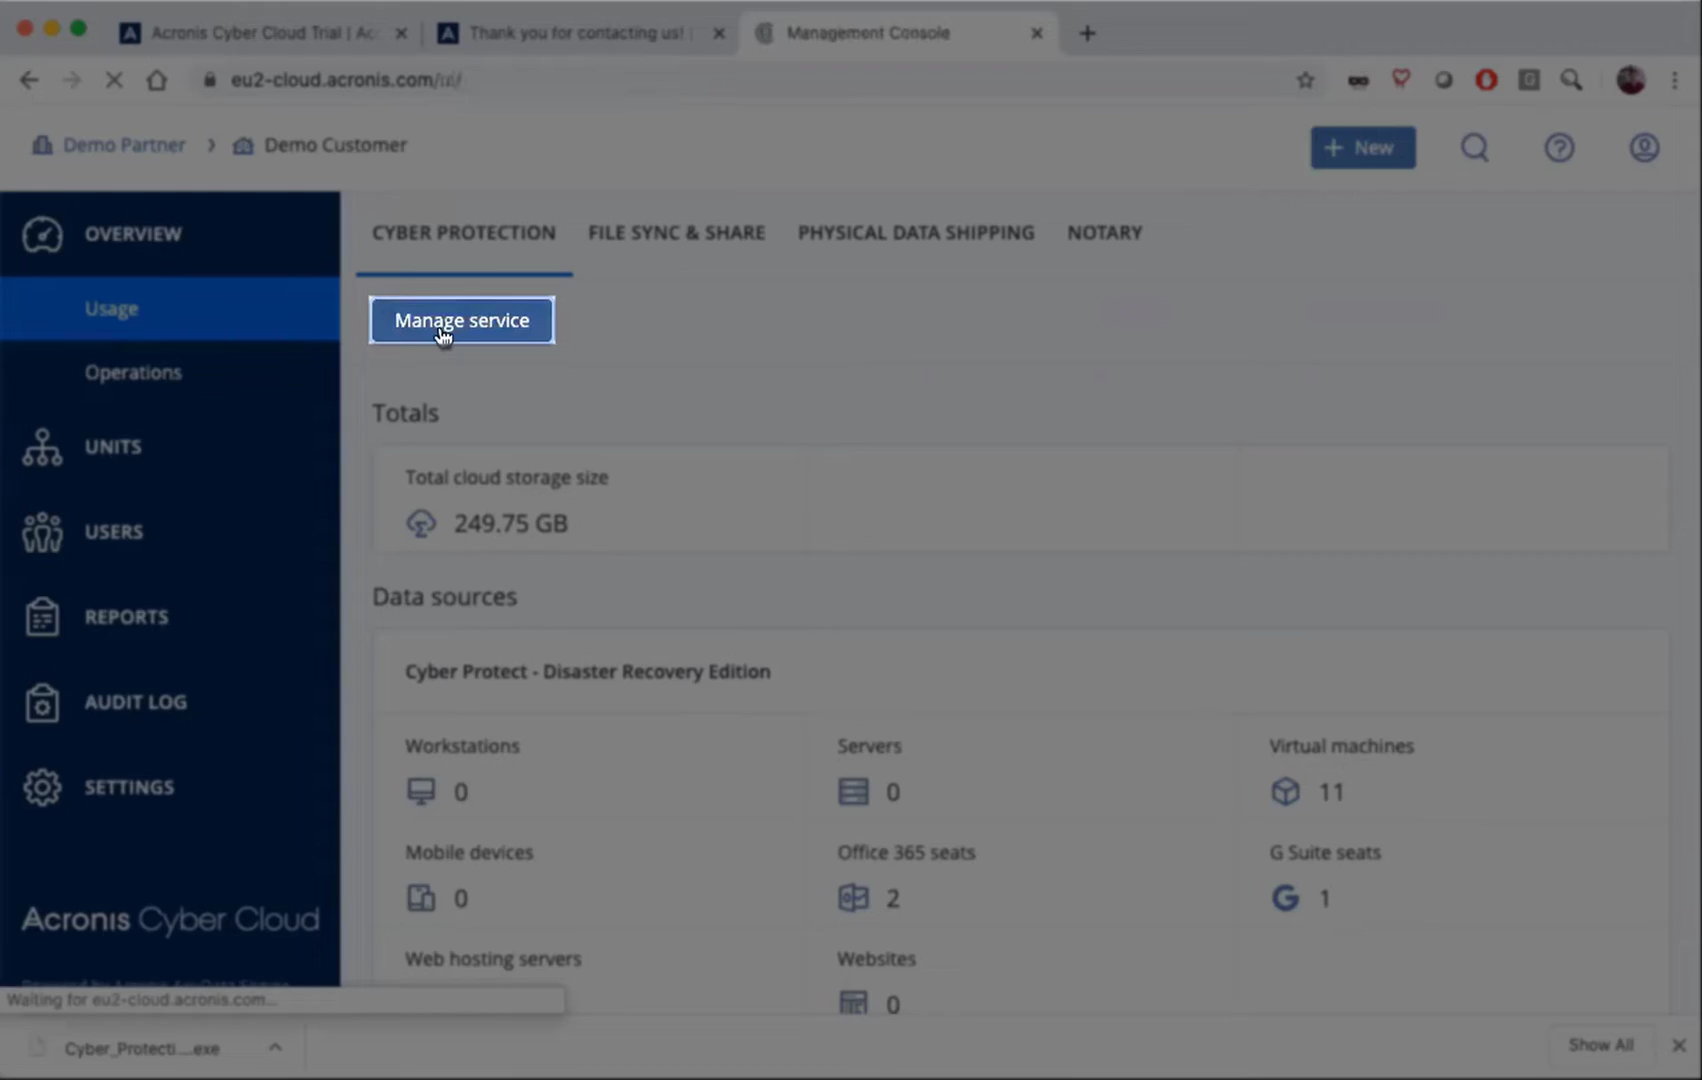 Acronis Cyber Cloud Trial | Ac
Thank you for contacting us! |
Management Console
eu2-cloud.acronis.com/ui/
Demo Partner > Demo Customer
+ New
OVERVIEW
Usage
Operations
UNITS
USERS
REPORTS
AUDIT LOG
SETTINGS
Acronis Cyber Cloud
CYBER PROTECTION FILE SYNC & SHARE PHYSICAL DATA SHIPPING NOTARY
Manage service
Totals
Total cloud storage size
249.75 GB
Data sources
Cyber Protect - Disaster Recovery Edition
Workstations Servers Virtual machines
0 0 11
Mobile devices Office 365 seats G Suite seats
0 2 1
Web hosting servers Websites
0
Waiting for eu2-cloud.acronis.com...
Cyber_Protecti....exe
Show All